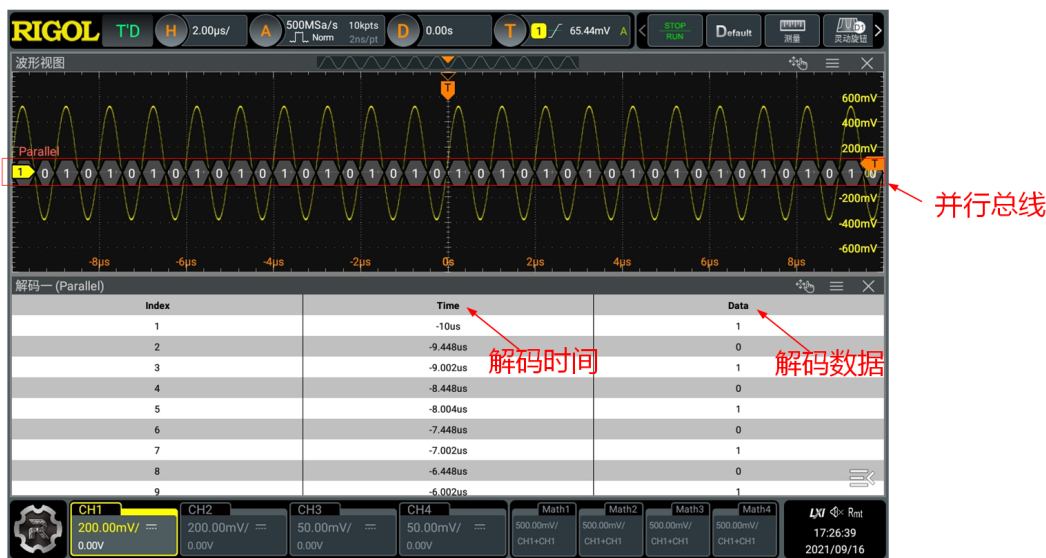 RIGOL T'D H 2.00μs/ A 500MSa/s 10kpts Norm 2ns/pt D 0.00s T 1 65.44mV A STOP RUN Default 测量 灵动旋钮
波形视图
T
600mV
400mV
200mV
Parallel
T
1 0 1 0 1 0 1 0 1 0 1 0 1 0 1 0 1 0 1 0 1 0 1 0 1 0 1 0 1 0 1 0 1 0 1 0 1 0 1
并行总线
-200mV
-400mV
-600mV
-8μs -6μs -4μs -2μs 0s 2μs 4μs 6μs 8μs
解码一 (Parallel)
Index Time Data
1 -10us 1
2 -9.448us 0
解码时间 解码数据
3 -9.002us 1
4 -8.448us 0
5 -8.004us 1
6 -7.448us 0
7 -7.002us 1
8 -6.448us 0
9 -6.002us 1
CH1 CH2 CH3 CH4 Math1 Math2 Math3 Math4
200.00mV/ 200.00mV/ 50.00mV/ 50.00mV/ 500.00mV/ 500.00mV/ 500.00mV/ 500.00mV/
0.00V 0.00V 0.00V 0.00V CH1+CH1 CH1+CH1 CH1+CH1 CH1+CH1
LXI Rmt
17:26:39
2021/09/16